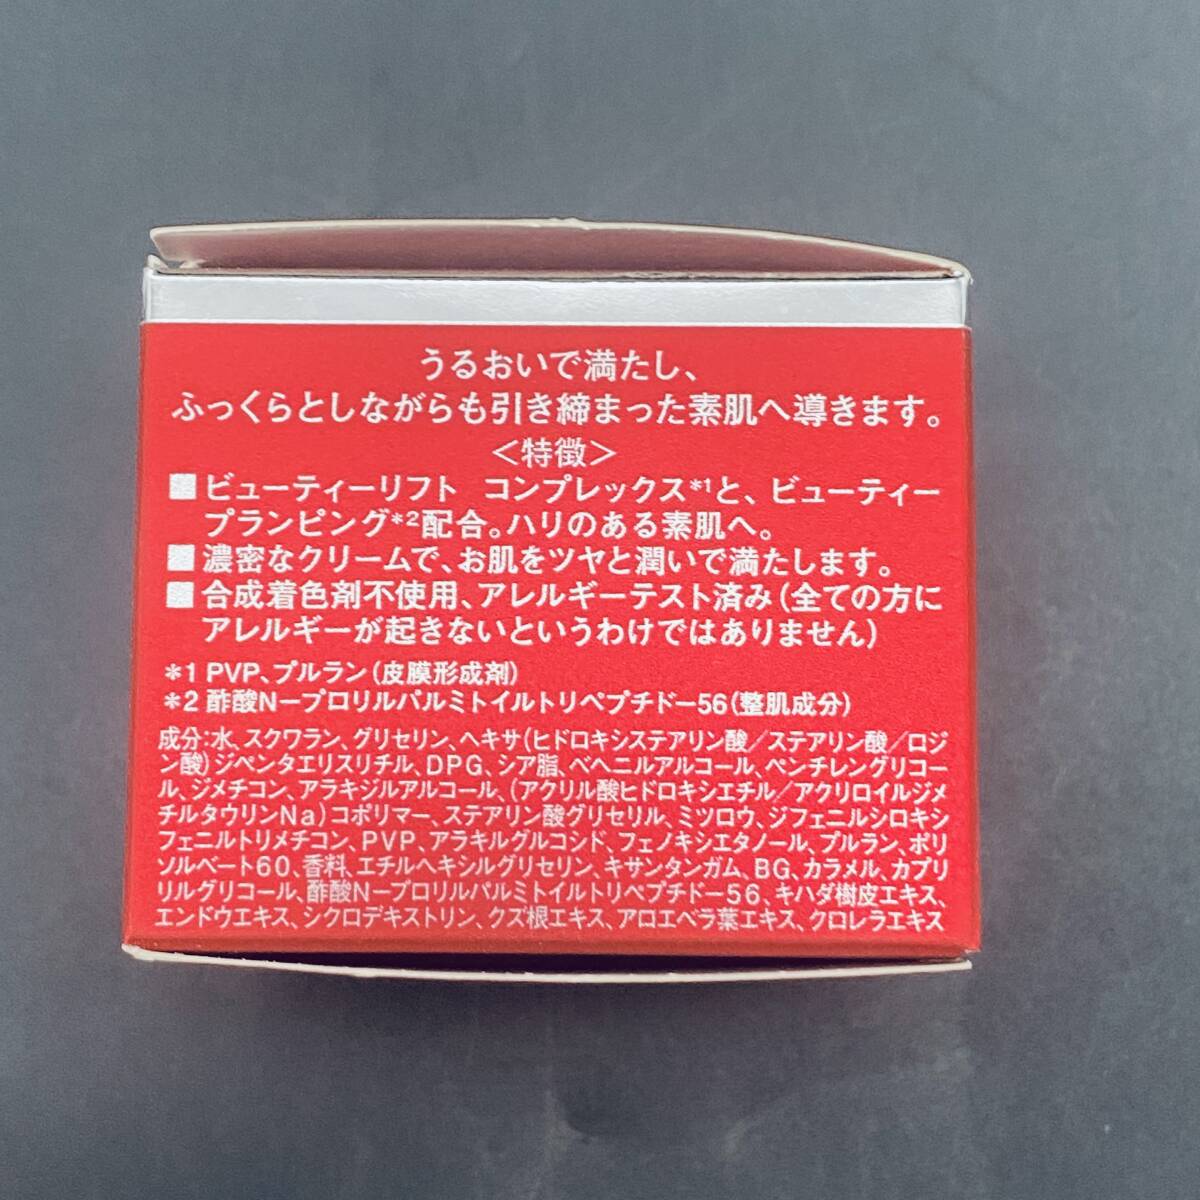 うるおいで満たし、
ふっくらとしながらも引き締まった素肌へ導きます。
＜特徴＞
■ビューティーリフト　コンプレックス*1と、ビューティー
プランピング*2配合。ハリのある素肌へ。
■濃密なクリームで、お肌をツヤと潤いで満たします。
■合成着色剤不使用、アレルギーテスト済み（全ての方に
アレルギーが起きないというわけではありません）
*1 PVP、プルラン（皮膜形成剤）
*2 酢酸N－プロリルパルミトイルトリペプチド－56（整肌成分）
成分：水、スクワラン、グリセリン、ヘキサ（ヒドロキシステアリン酸／ステアリン酸／ロジ
ン酸）ジペンタエリスリチル、DPG、シア脂、ベヘニルアルコール、ペンチレングリコー
ル、ジメチコン、アラキジルアルコール、（アクリル酸ヒドロキシエチル／アクリロイルジメ
チルタウリンNa）コポリマー、ステアリン酸グリセリル、ミツロウ、ジフェニルシロキシ
フェニルトリメチコン、PVP、アラキルグルコシド、フェノキシエタノール、プルラン、ポリ
ソルベート60、香料、エチルヘキシルグリセリン、キサンタンガム、BG、カラメル、カプリ
リルグリコール、酢酸N－プロリルパルミトイルトリペプチド－56、キハダ樹皮エキス、
エンドウエキス、シクロデキストリン、クズ根エキス、アロエベラ葉エキス、クロレラエキス